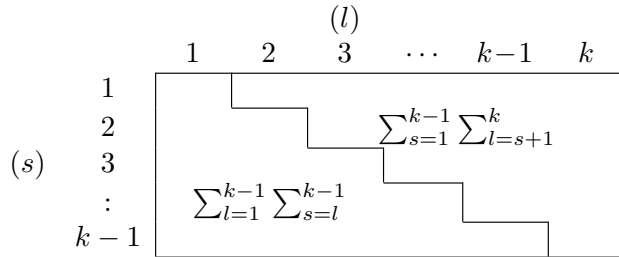 (l)
1 2 3 ⋯ k−1 k
1
2 ∑_{s=1}^{k−1} ∑_{l=s+1}^{k}
(s) 3
: ∑_{l=1}^{k−1} ∑_{s=l}^{k−1}
k − 1